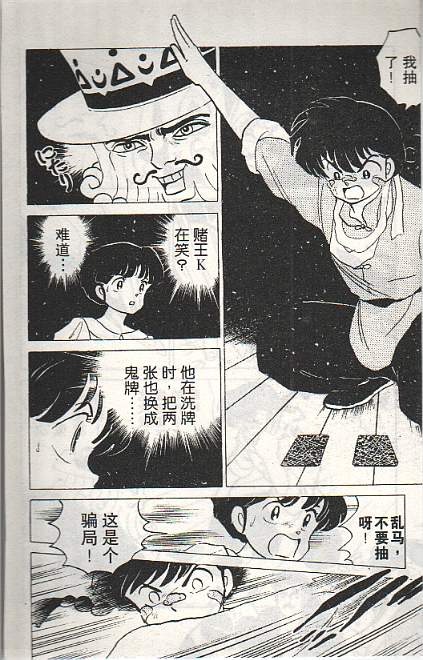 我抽
了！
赌王K
在笑？
难道…
他在洗牌
时，把两
张也换成
鬼牌……
乱马，
不要抽
呀！
这是个
骗局！